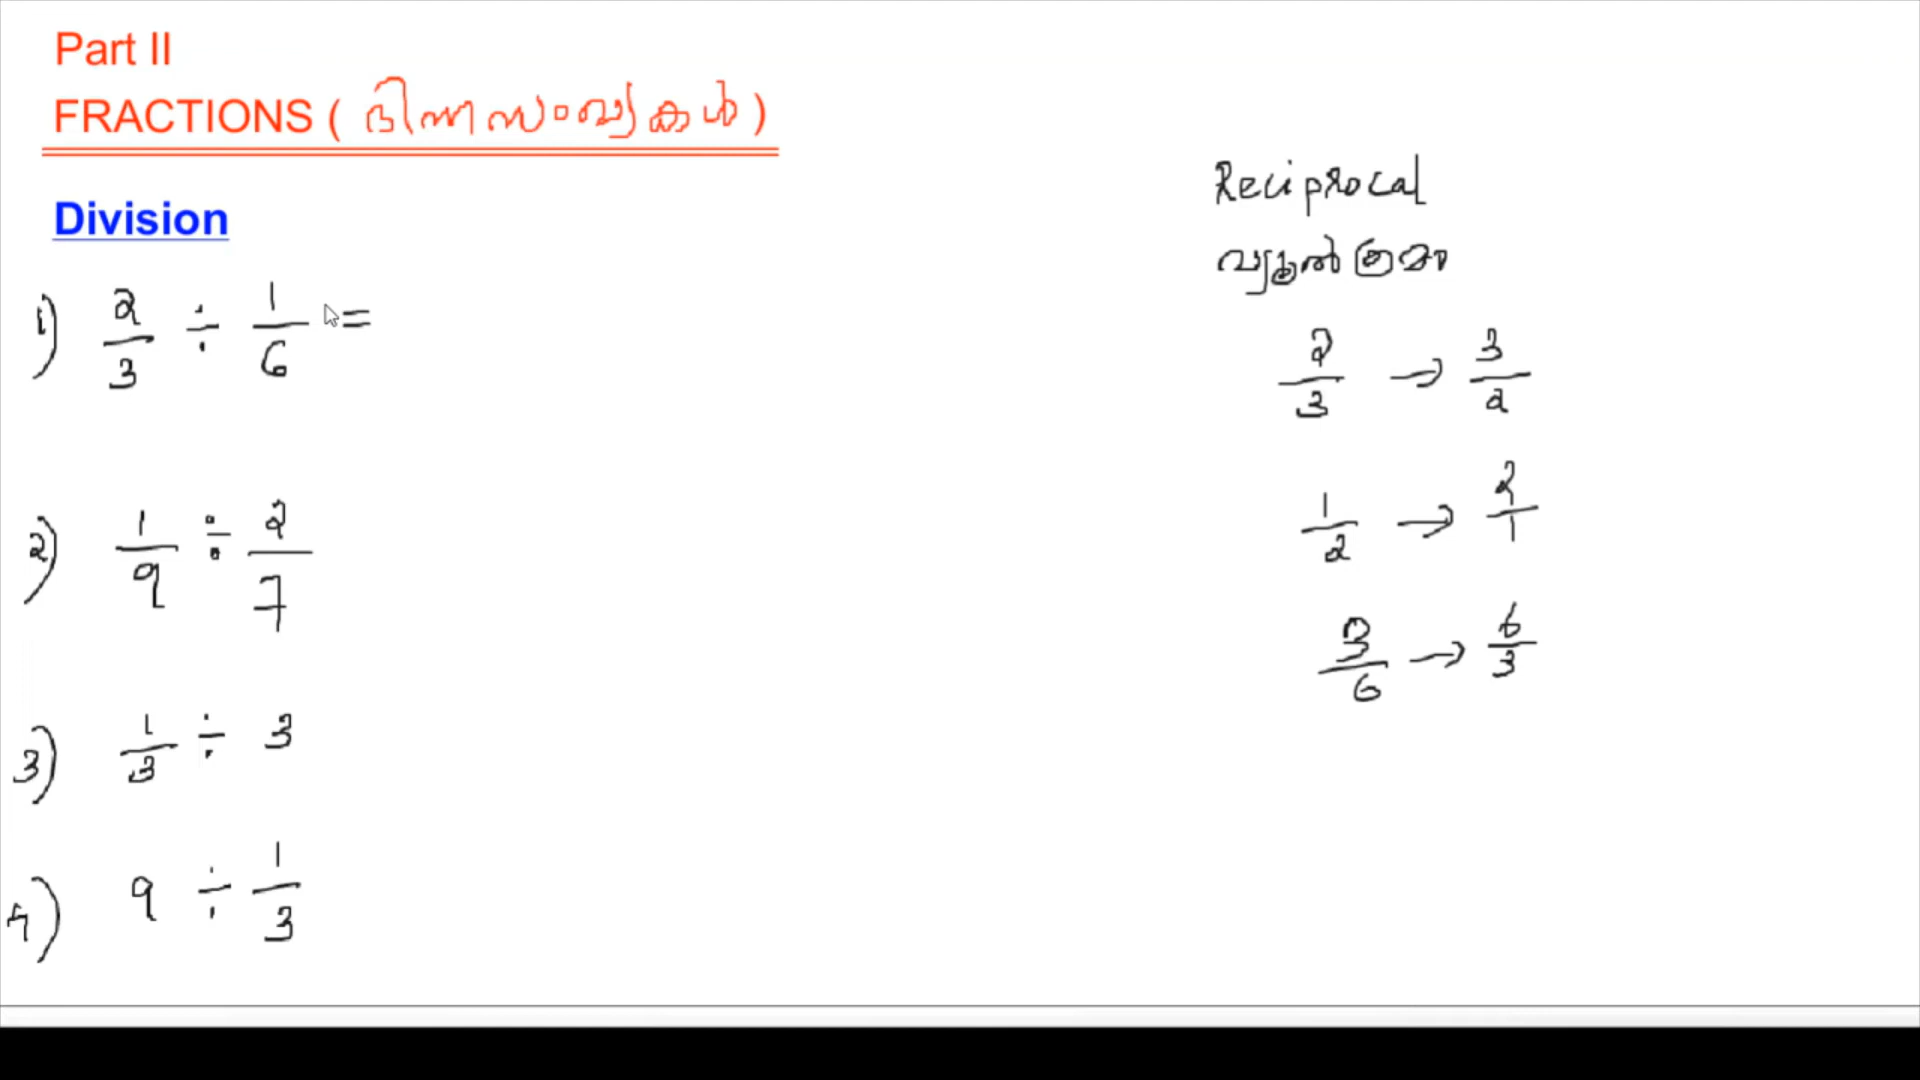 Part II
FRACTIONS ( ഭിന്നസംഖ്യകൾ )
Division
1) 2/3 ÷ 1/6 =
2) 1/9 ÷ 2/7
3) 1/3 ÷ 3
4) 9 ÷ 1/3
Reciprocal
വ്യുൽക്രമം
2/3 → 3/2
1/2 → 2/1
3/6 → 6/3